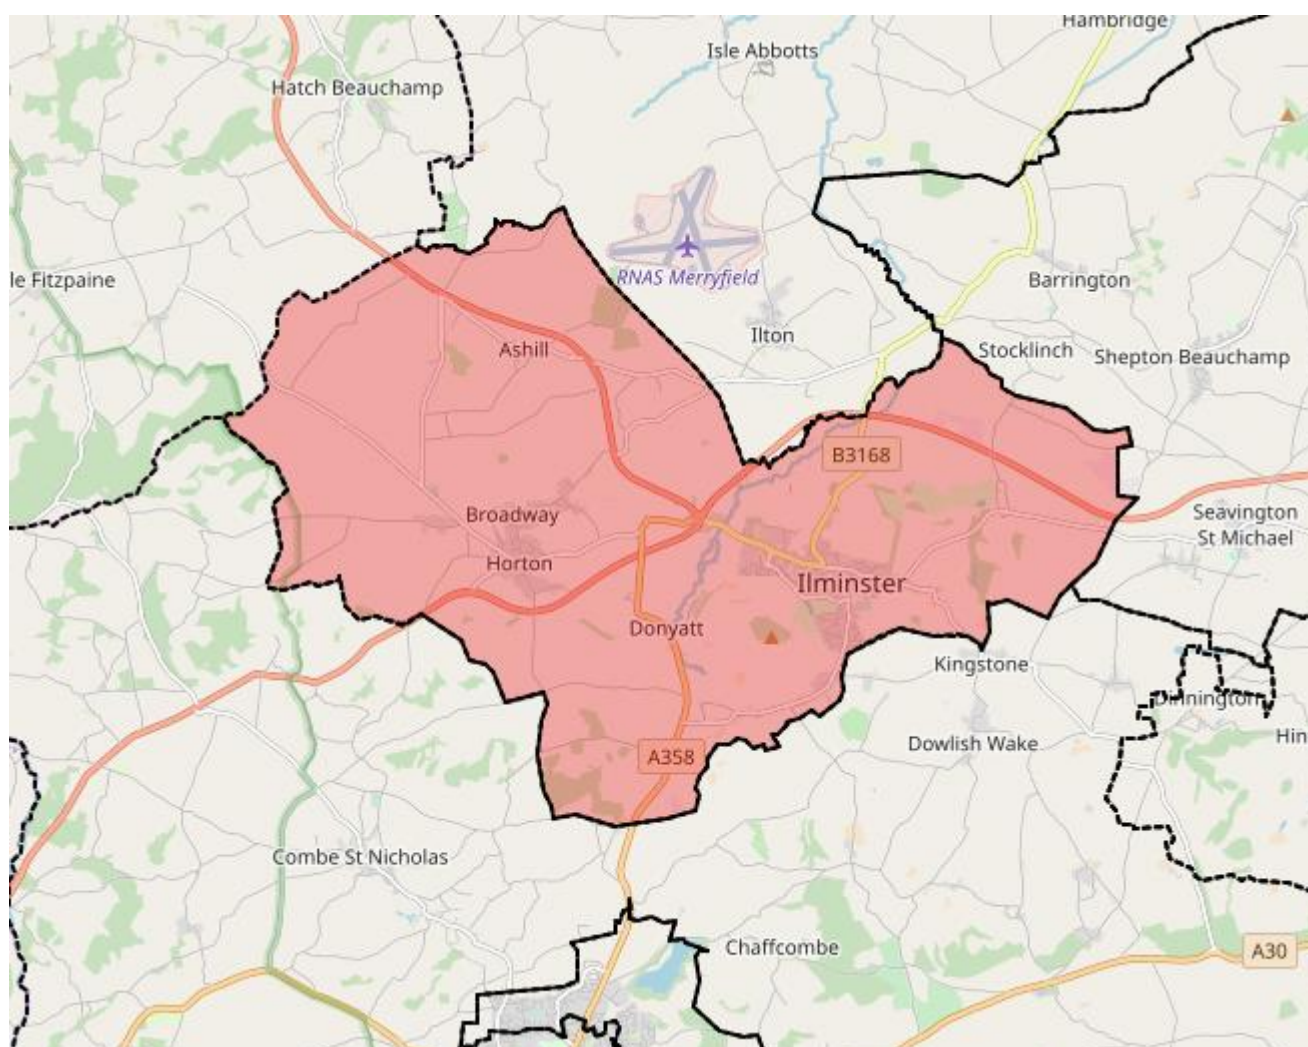 Hambridge
Isle Abbotts
Hatch Beauchamp
RNAS Merryfield
le Fitzpaine
Barrington
Ilton
Ashill
Stocklinch
Shepton Beauchamp
B3168
Broadway
Seavington
St Michael
Horton
Ilminster
Donyatt
Kingstone
Dinnington
Dowlish Wake
Hin
A358
Combe St Nicholas
Chaffcombe
A30